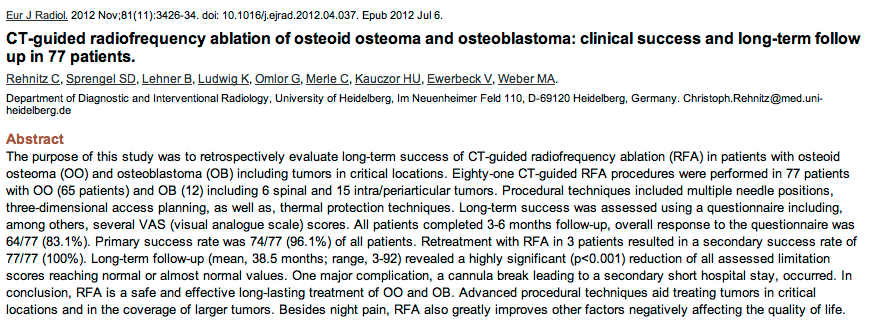 Eur J Radiol. 2012 Nov;81(11):3426-34. doi: 10.1016/j.ejrad.2012.04.037. Epub 2012 Jul 6.
CT-guided radiofrequency ablation of osteoid osteoma and osteoblastoma: clinical success and long-term follow
up in 77 patients.
Rehnitz C, Sprengel SD, Lehner B, Ludwig K, Omlor G, Merle C, Kauczor HU, Ewerbeck V, Weber MA.
Department of Diagnostic and Interventional Radiology, University of Heidelberg, Im Neuenheimer Feld 110, D-69120 Heidelberg, Germany. Christoph.Rehnitz@med.uni-
heidelberg.de
Abstract
The purpose of this study was to retrospectively evaluate long-term success of CT-guided radiofrequency ablation (RFA) in patients with osteoid
osteoma (OO) and osteoblastoma (OB) including tumors in critical locations. Eighty-one CT-guided RFA procedures were performed in 77 patients
with OO (65 patients) and OB (12) including 6 spinal and 15 intra/periarticular tumors. Procedural techniques included multiple needle positions,
three-dimensional access planning, as well as, thermal protection techniques. Long-term success was assessed using a questionnaire including,
among others, several VAS (visual analogue scale) scores. All patients completed 3-6 months follow-up, overall response to the questionnaire was
64/77 (83.1%). Primary success rate was 74/77 (96.1%) of all patients. Retreatment with RFA in 3 patients resulted in a secondary success rate of
77/77 (100%). Long-term follow-up (mean, 38.5 months; range, 3-92) revealed a highly significant (p<0.001) reduction of all assessed limitation
scores reaching normal or almost normal values. One major complication, a cannula break leading to a secondary short hospital stay, occurred. In
conclusion, RFA is a safe and effective long-lasting treatment of OO and OB. Advanced procedural techniques aid treating tumors in critical
locations and in the coverage of larger tumors. Besides night pain, RFA also greatly improves other factors negatively affecting the quality of life.